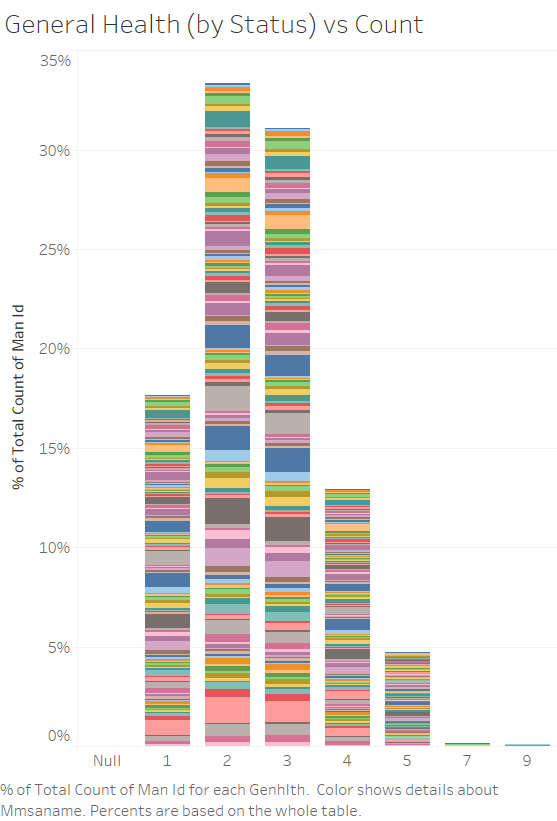 General Health (by Status) vs Count
35%
30%
25%
20%
15%
10%
5%
0%
% of Total Count of Man Id
Null 1 2 3 4 5 7 9
% of Total Count of Man Id for each Genhlth. Color shows details about
Mmsaname. Percents are based on the whole table.